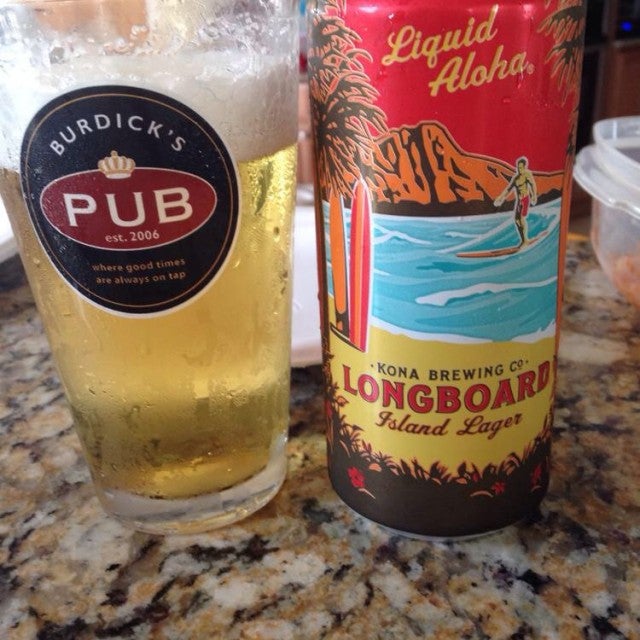 BURDICK'S
PUB
est. 2006
where good times
are always on tap
Liquid
Aloha
KONA BREWING CO
LONGBOARD
Island Lager